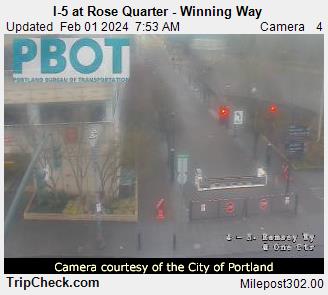 I-5 at Rose Quarter - Winning Way
Updated Feb 01 2024 7:53 AM Camera 4
PBOT
PORTLAND BUREAU OF TRANSPORTATION
Camera courtesy of the City of Portland
TripCheck.com Milepost302.00